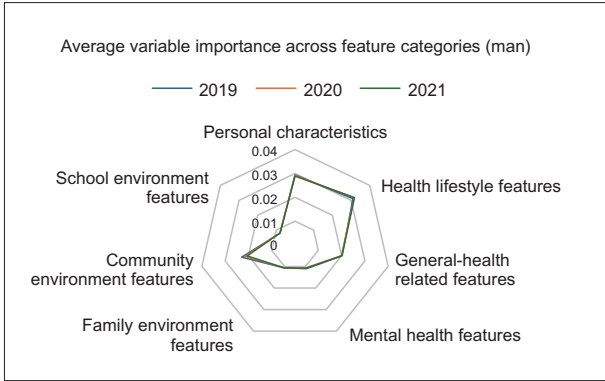 Average variable importance across feature categories (man)
2019 2020 2021
Personal characteristics
0.04
0.03
0.02
0.01
0
Health lifestyle features
General-health
related features
Mental health features
Family environment
features
Community
environment features
School environment
features